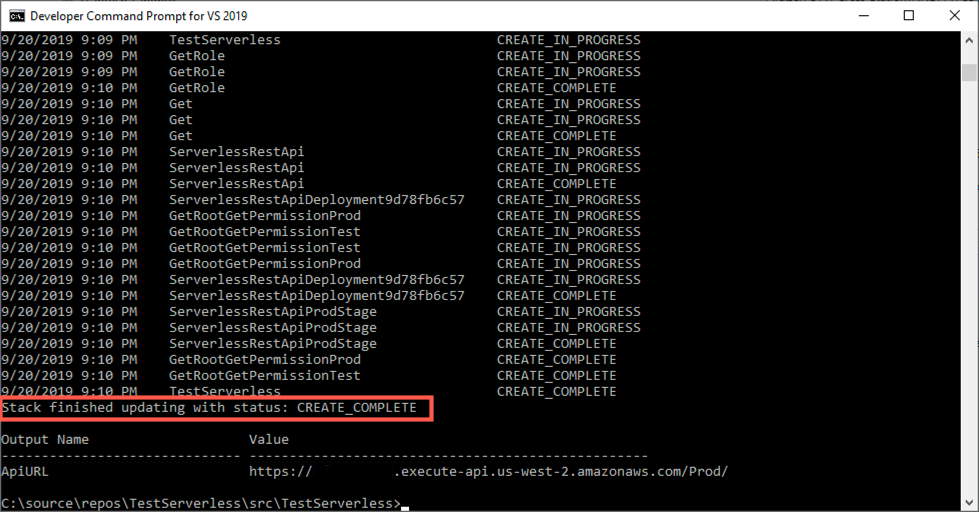 Developer Command Prompt for VS 2019
9/20/2019 9:09 PM    TestServerless                           CREATE_IN_PROGRESS
9/20/2019 9:09 PM    GetRole                                  CREATE_IN_PROGRESS
9/20/2019 9:09 PM    GetRole                                  CREATE_IN_PROGRESS
9/20/2019 9:10 PM    GetRole                                  CREATE_COMPLETE
9/20/2019 9:10 PM    Get                                      CREATE_IN_PROGRESS
9/20/2019 9:10 PM    Get                                      CREATE_IN_PROGRESS
9/20/2019 9:10 PM    Get                                      CREATE_COMPLETE
9/20/2019 9:10 PM    ServerlessRestApi                        CREATE_IN_PROGRESS
9/20/2019 9:10 PM    ServerlessRestApi                        CREATE_IN_PROGRESS
9/20/2019 9:10 PM    ServerlessRestApi                        CREATE_COMPLETE
9/20/2019 9:10 PM    ServerlessRestApiDeployment9d78fb6c57    CREATE_IN_PROGRESS
9/20/2019 9:10 PM    GetRootGetPermissionProd                 CREATE_IN_PROGRESS
9/20/2019 9:10 PM    GetRootGetPermissionTest                 CREATE_IN_PROGRESS
9/20/2019 9:10 PM    GetRootGetPermissionTest                 CREATE_IN_PROGRESS
9/20/2019 9:10 PM    GetRootGetPermissionProd                 CREATE_IN_PROGRESS
9/20/2019 9:10 PM    ServerlessRestApiDeployment9d78fb6c57    CREATE_IN_PROGRESS
9/20/2019 9:10 PM    ServerlessRestApiDeployment9d78fb6c57    CREATE_COMPLETE
9/20/2019 9:10 PM    ServerlessRestApiProdStage               CREATE_IN_PROGRESS
9/20/2019 9:10 PM    ServerlessRestApiProdStage               CREATE_IN_PROGRESS
9/20/2019 9:10 PM    ServerlessRestApiProdStage               CREATE_COMPLETE
9/20/2019 9:10 PM    GetRootGetPermissionProd                 CREATE_COMPLETE
9/20/2019 9:10 PM    GetRootGetPermissionTest                 CREATE_COMPLETE
9/20/2019 9:10 PM    TestServerless                           CREATE_COMPLETE
Stack finished updating with status: CREATE_COMPLETE
Output Name                    Value
------------------------------ --------------------------------------------------
ApiURL                         https://          .execute-api.us-west-2.amazonaws.com/Prod/
C:\source\repos\TestServerless\src\TestServerless>